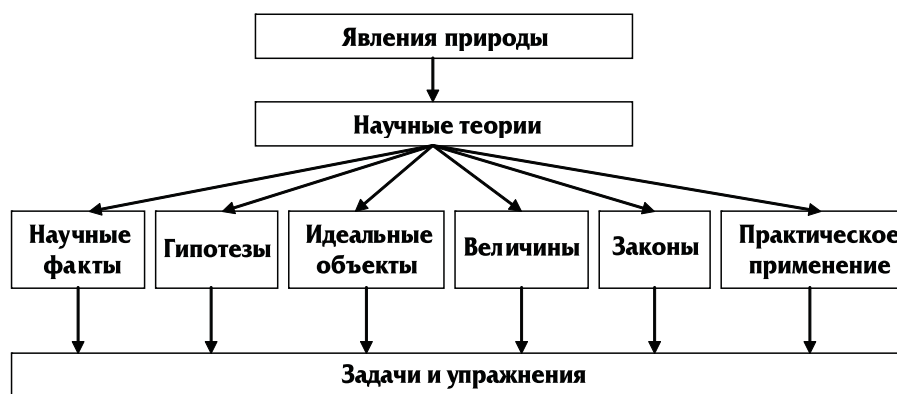 Явления природы
Научные теории
Научные
факты
Гипотезы
Идеальные
объекты
Величины
Законы
Практическое
применение
Задачи и упражнения